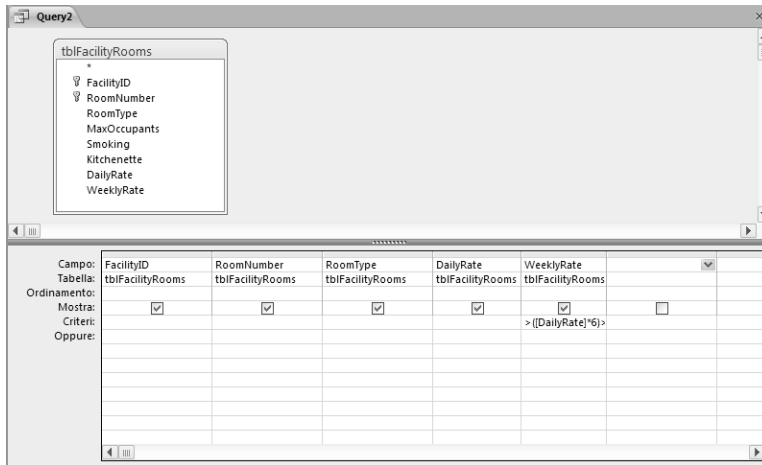 Query2
tblFacilityRooms
*
FacilityID
RoomNumber
RoomType
MaxOccupants
Smoking
Kitchenette
DailyRate
WeeklyRate
Campo: FacilityID RoomNumber RoomType DailyRate WeeklyRate
Tabella: tblFacilityRooms tblFacilityRooms tblFacilityRooms tblFacilityRooms tblFacilityRooms
Ordinamento:
Mostra:
Criteri: >([DailyRate]*6)>
Oppure: